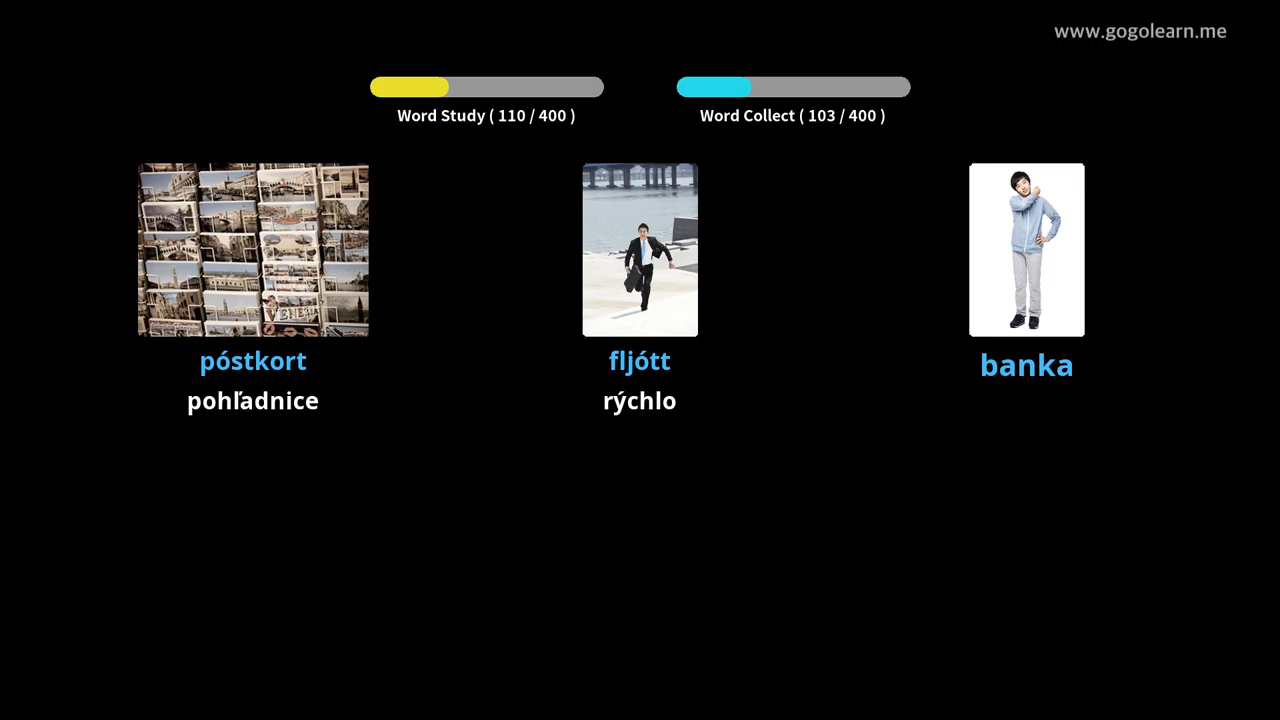 www.gogolearn.me
Word Study ( 110 / 400 )
Word Collect ( 103 / 400 )
póstkort
pohľadnice
fljótt
rýchlo
banka